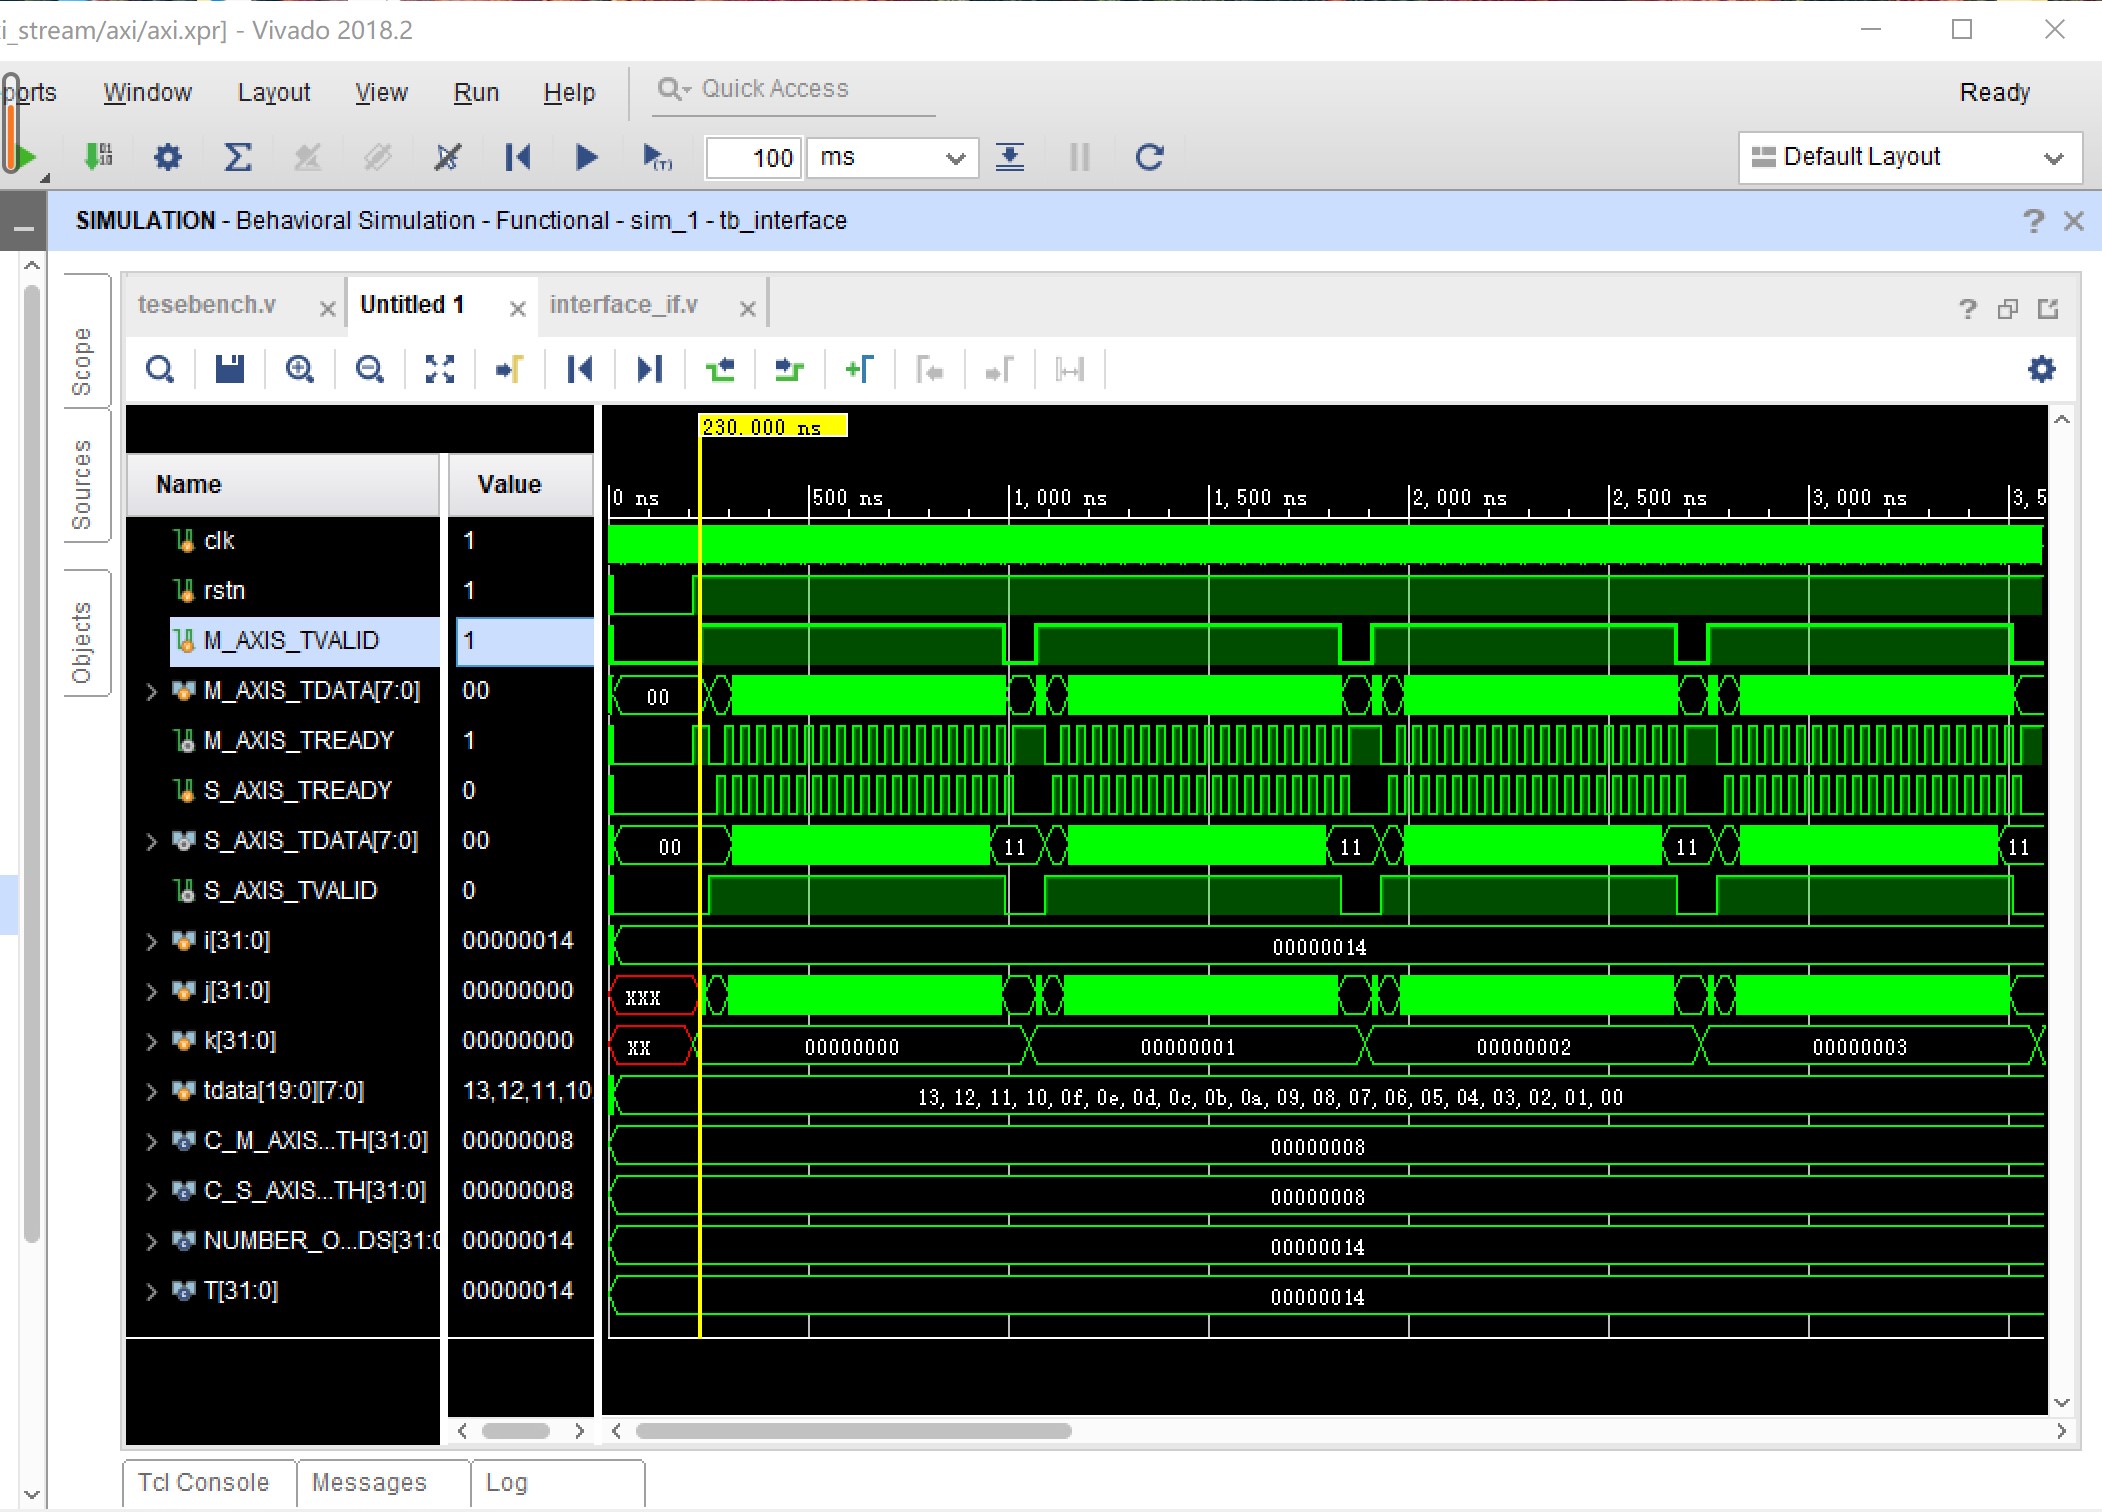 i_stream/axi/axi.xpr] - Vivado 2018.2
ports Window Layout View Run Help Quick Access Ready
100 ms Default Layout
SIMULATION - Behavioral Simulation - Functional - sim_1 - tb_interface
Scope
Sources
Objects
tesebench.v Untitled 1 interface_if.v
230.000 ns
Name Value 0 ns 500 ns 1,000 ns 1,500 ns 2,000 ns 2,500 ns 3,000 ns 3,5
clk 1
rstn 1
M_AXIS_TVALID 1
M_AXIS_TDATA[7:0] 00 00
M_AXIS_TREADY 1
S_AXIS_TREADY 0
S_AXIS_TDATA[7:0] 00 00 11 11 11 11
S_AXIS_TVALID 0
i[31:0] 00000014 00000014
j[31:0] 00000000 XXX
k[31:0] 00000000 XX 00000000 00000001 00000002 00000003
tdata[19:0][7:0] 13,12,11,10 13,12,11,10,0f,0e,0d,0c,0b,0a,09,08,07,06,05,04,03,02,01,00
C_M_AXIS...TH[31:0] 00000008 00000008
C_S_AXIS...TH[31:0] 00000008 00000008
NUMBER_O...DS[31:0 00000014 00000014
T[31:0] 00000014 00000014
Tcl Console Messages Log